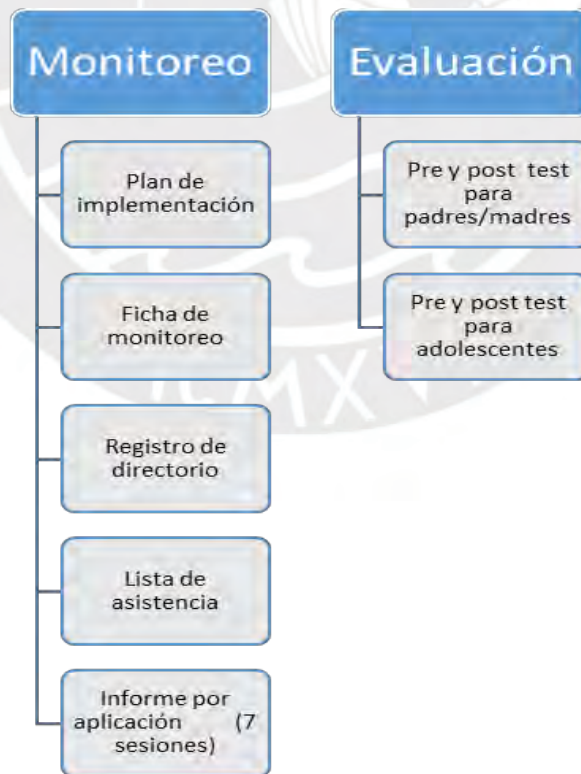 Monitoreo
Plan de
implementación
Ficha de
monitoreo
Registro de
directorio
Lista de
asistencia
Informe por
aplicación (7
sesiones)
Evaluación
Pre y post test
para
padres/madres
Pre y post test
para
adolescentes